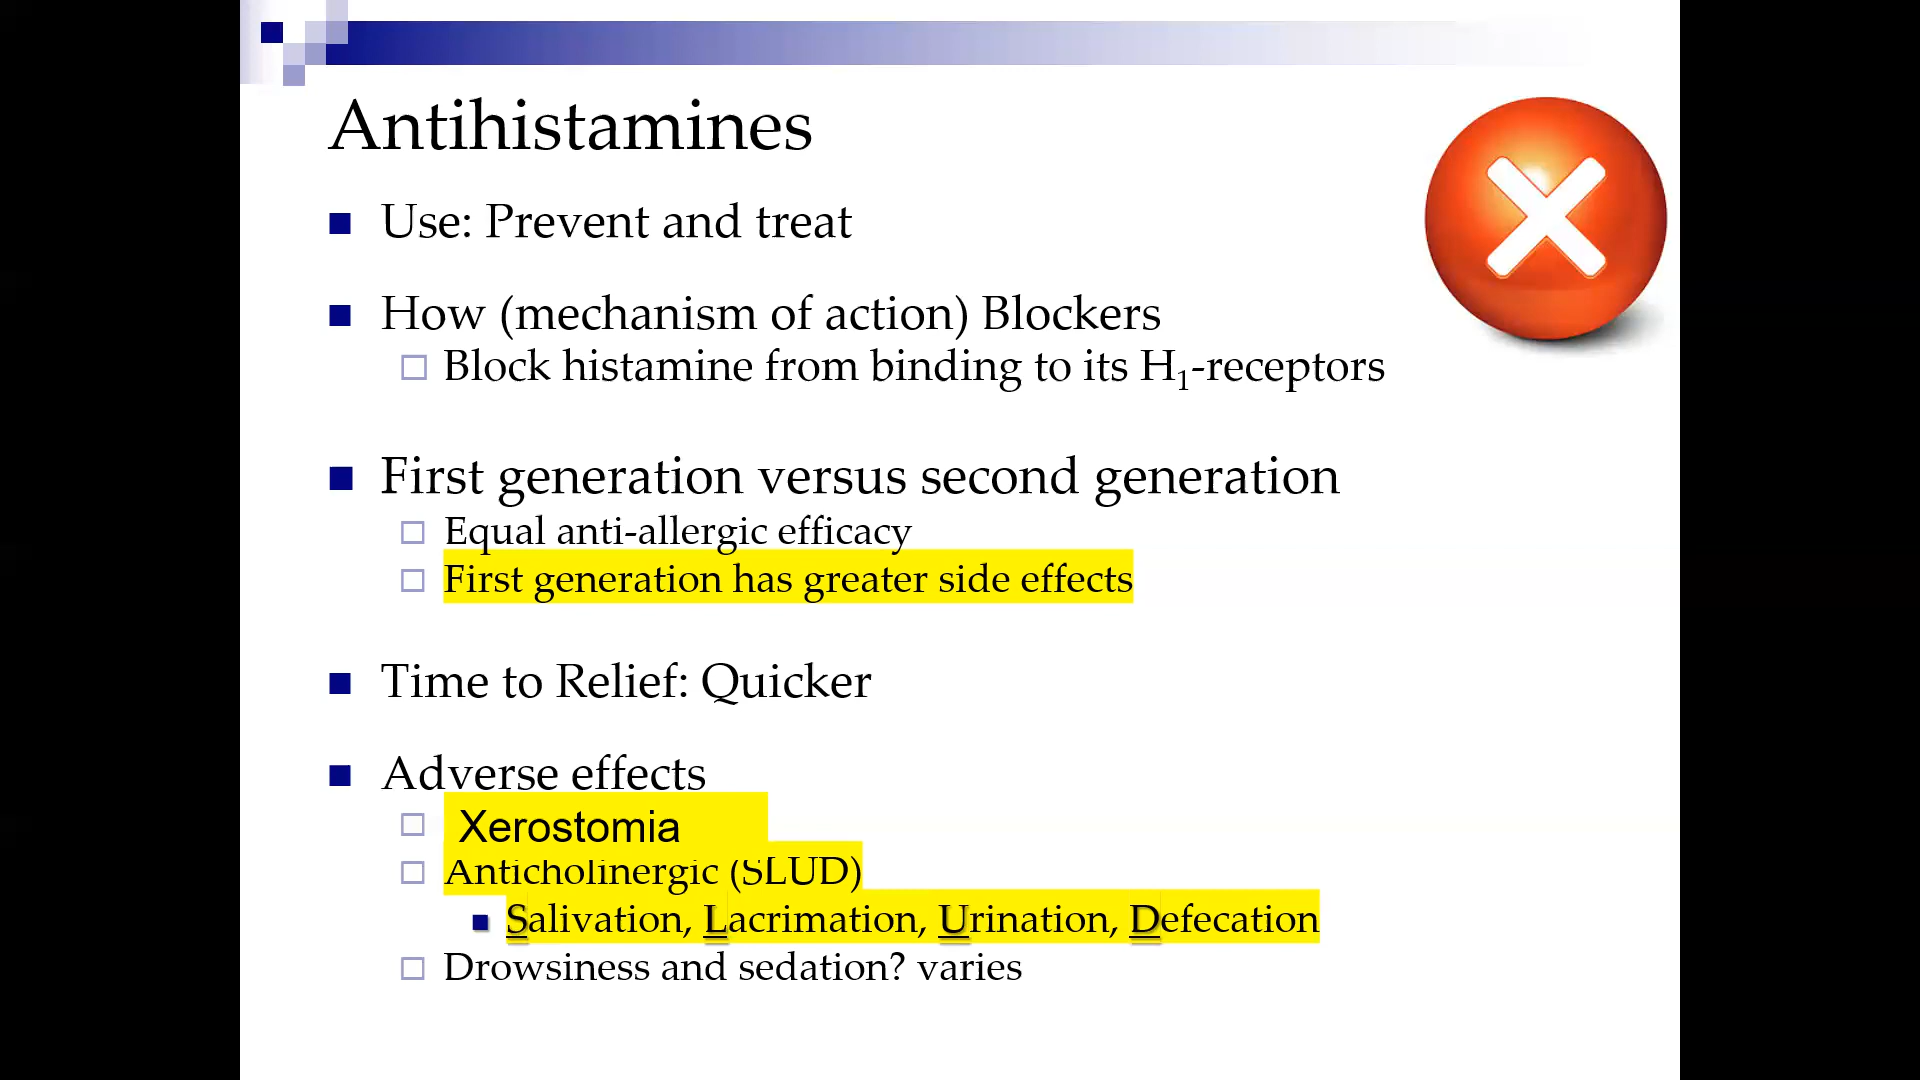 Antihistamines
Use: Prevent and treat
How (mechanism of action) Blockers
Block histamine from binding to its H₁-receptors
First generation versus second generation
Equal anti-allergic efficacy
First generation has greater side effects
Time to Relief: Quicker
Adverse effects
Xerostomia
Anticholinergic (SLUD)
Salivation, Lacrimation, Urination, Defecation
Drowsiness and sedation? varies